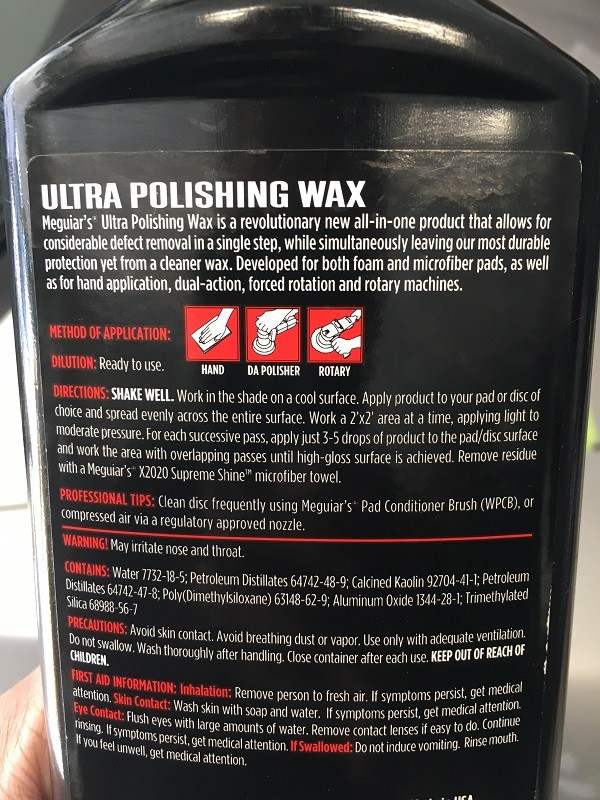 ULTRA POLISHING WAX
Meguiar's® Ultra Polishing Wax is a revolutionary new all-in-one product that allows for
considerable defect removal in a single step, while simultaneously leaving our most durable
protection yet from a cleaner wax. Developed for both foam and microfiber pads, as well
as for hand application, dual-action, forced rotation and rotary machines.
METHOD OF APPLICATION:
HAND DA POLISHER ROTARY
DILUTION: Ready to use.
DIRECTIONS: SHAKE WELL. Work in the shade on a cool surface. Apply product to your pad or disc of
choice and spread evenly across the entire surface. Work a 2'x2' area at a time, applying light to
moderate pressure. For each successive pass, apply just 3-5 drops of product to the pad/disc surface
and work the area with overlapping passes until high-gloss surface is achieved. Remove residue
with a Meguiar's® X2020 Supreme Shine™ microfiber towel.
PROFESSIONAL TIPS: Clean disc frequently using Meguiar's® Pad Conditioner Brush (WPCB), or
compressed air via a regulatory approved nozzle.
WARNING! May irritate nose and throat.
CONTAINS: Water 7732-18-5; Petroleum Distillates 64742-48-9; Calcined Kaolin 92704-41-1; Petroleum
Distillates 64742-47-8; Poly(Dimethylsiloxane) 63148-62-9; Aluminum Oxide 1344-28-1; Trimethylated
Silica 68988-56-7
PRECAUTIONS: Avoid skin contact. Avoid breathing dust or vapor. Use only with adequate ventilation.
Do not swallow. Wash thoroughly after handling. Close container after each use. KEEP OUT OF REACH OF
CHILDREN.
FIRST AID INFORMATION: Inhalation: Remove person to fresh air. If symptoms persist, get medical
attention. Skin Contact: Wash skin with soap and water. If symptoms persist, get medical attention.
Eye Contact: Flush eyes with large amounts of water. Remove contact lenses if easy to do. Continue
rinsing. If symptoms persist, get medical attention. If Swallowed: Do not induce vomiting. Rinse mouth.
If you feel unwell, get medical attention.
USA